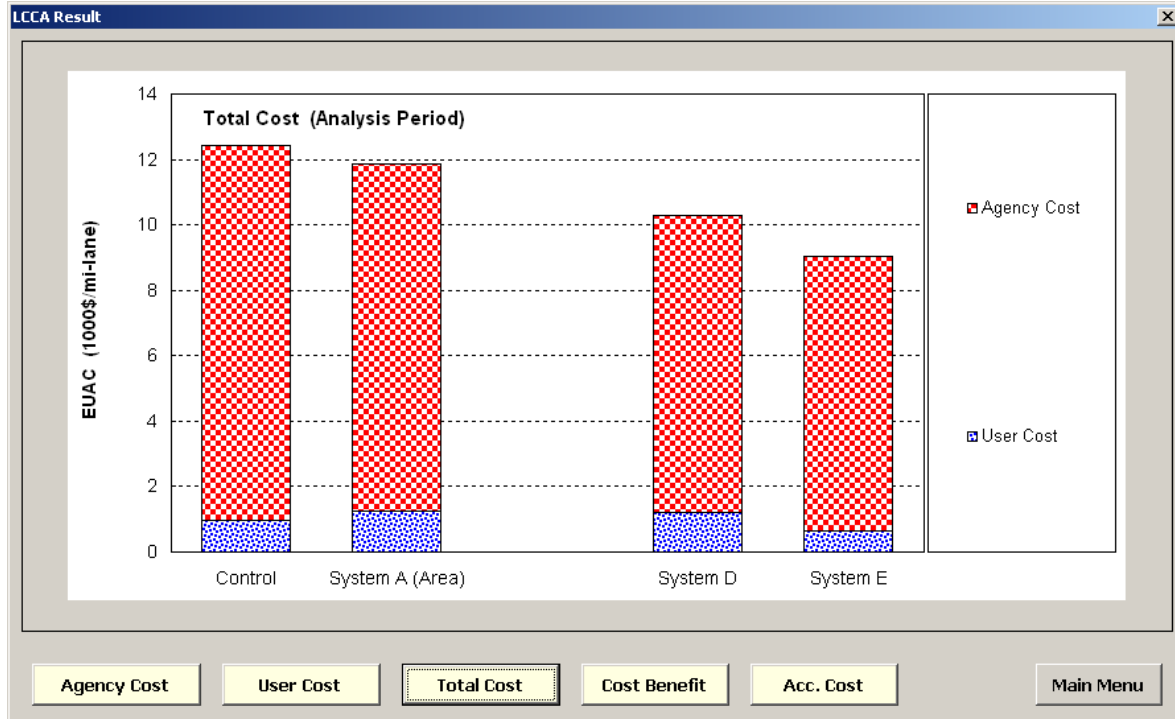 LCCA Result
Total Cost (Analysis Period)
EUAC (1000$/mi-lane)
14
12
10
8
6
4
2
0
Control
System A (Area)
System D
System E
Agency Cost
User Cost
Agency Cost
User Cost
Total Cost
Cost Benefit
Acc. Cost
Main Menu